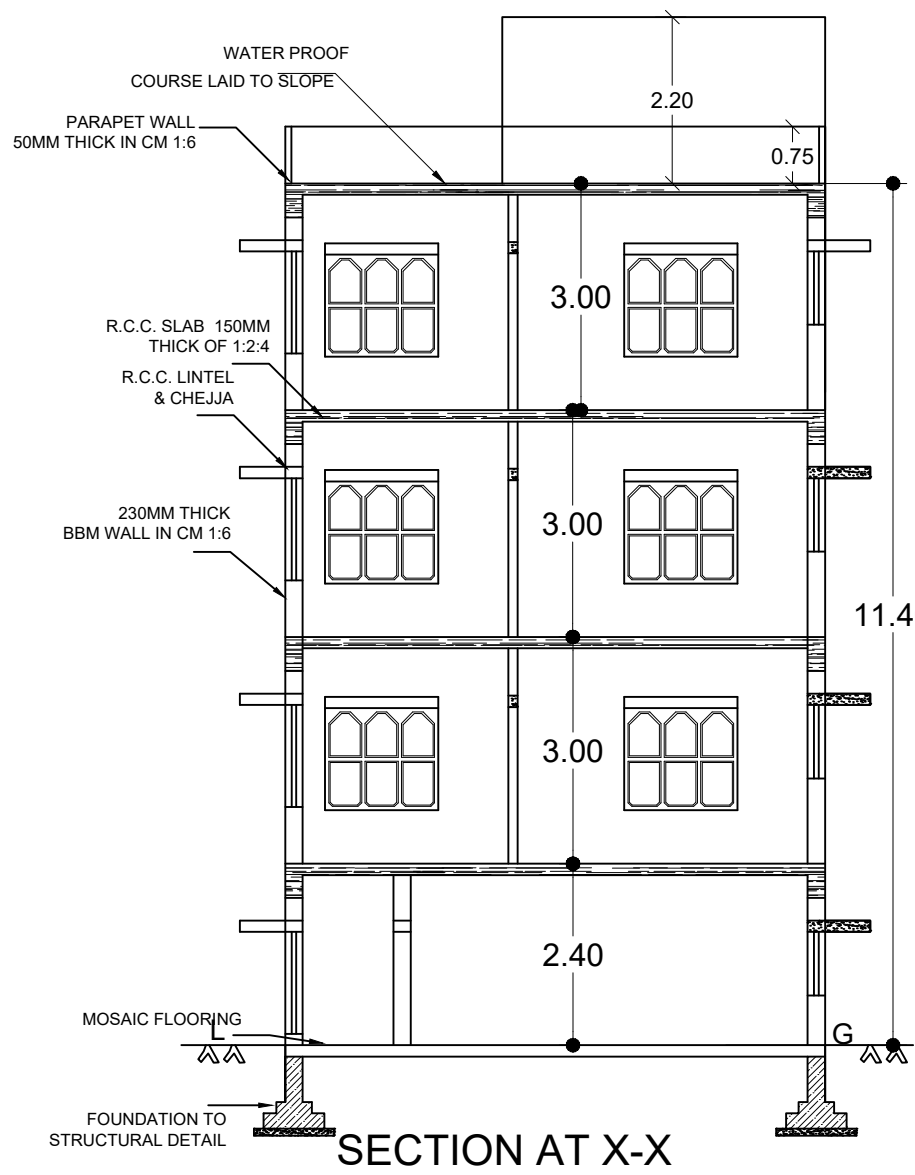 WATER PROOF
COURSE LAID TO SLOPE
2.20
PARAPET WALL
50MM THICK IN CM 1:6
0.75
3.00
R.C.C. SLAB 150MM
THICK OF 1:2:4
R.C.C. LINTEL
& CHEJJA
230MM THICK
BBM WALL IN CM 1:6
3.00
11.4
3.00
2.40
MOSAIC FLOORING
L
G
FOUNDATION TO
STRUCTURAL DETAIL
SECTION AT X-X